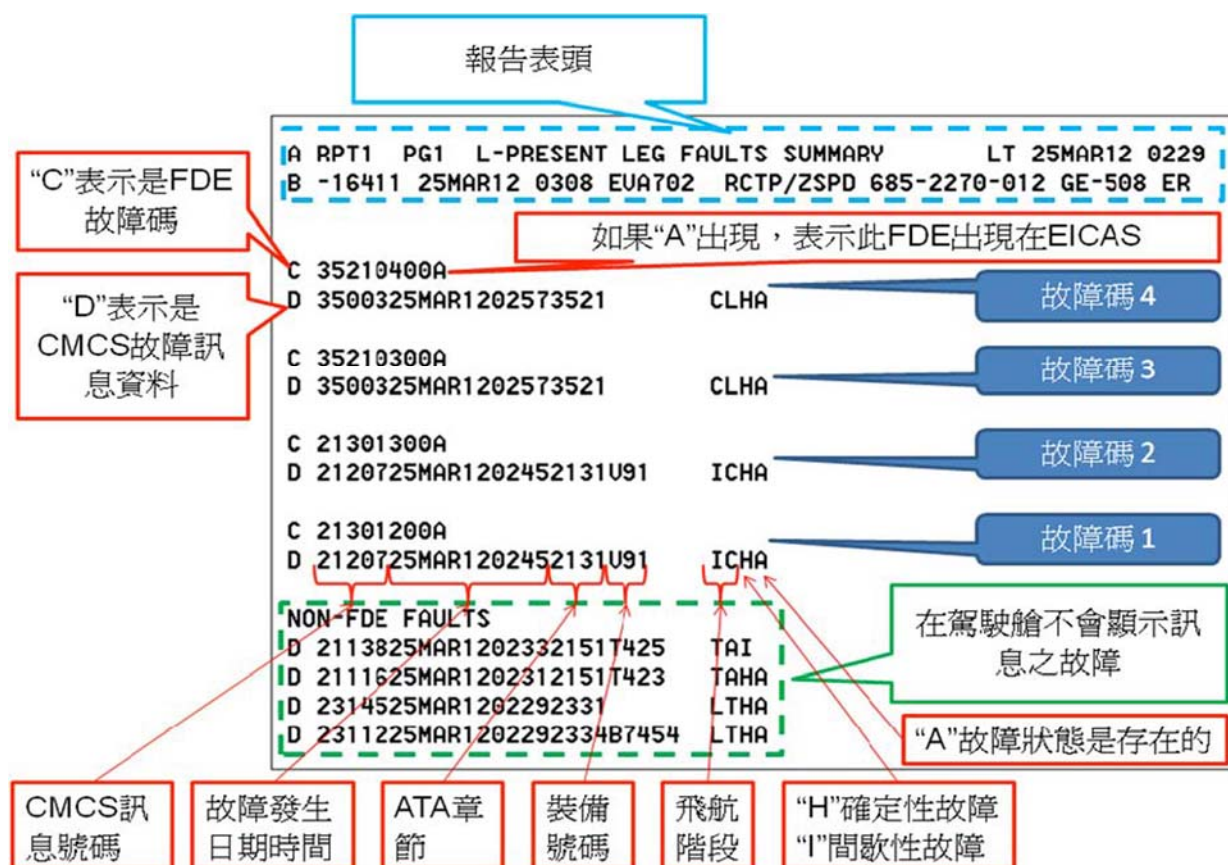 報告表頭
A RPT1 PG1 L-PRESENT LEG FAULTS SUMMARY LT 25MAR12 0229
B -16411 25MAR12 0308 EVA702 RCTP/ZSPD 685-2270-012 GE-508 ER
“C”表示是FDE
故障碼
如果“A”出現，表示此FDE出現在EICAS
C 35210400A
D 3500325MAR1202573521 CLHA
故障碼 4
“D”表示是
CMCS故障訊
息資料
C 35210300A
D 3500325MAR1202573521 CLHA
故障碼 3
C 21301300A
D 2120725MAR1202452131V91 ICHA
故障碼 2
C 21301200A
D 2120725MAR1202452131V91 ICHA
故障碼 1
NON-FDE FAULTS
D 2113825MAR1202332151T425 TAI
D 2111625MAR1202312151T423 TAHA
D 2314525MAR1202292331 LTHA
D 2311225MAR1202292334B7454 LTHA
在駕駛艙不會顯示訊
息之故障
“A”故障狀態是存在的
CMCS訊
息號碼
故障發生
日期時間
ATA章
節
裝備
號碼
飛航
階段
“H”確定性故障
“I”間歇性故障